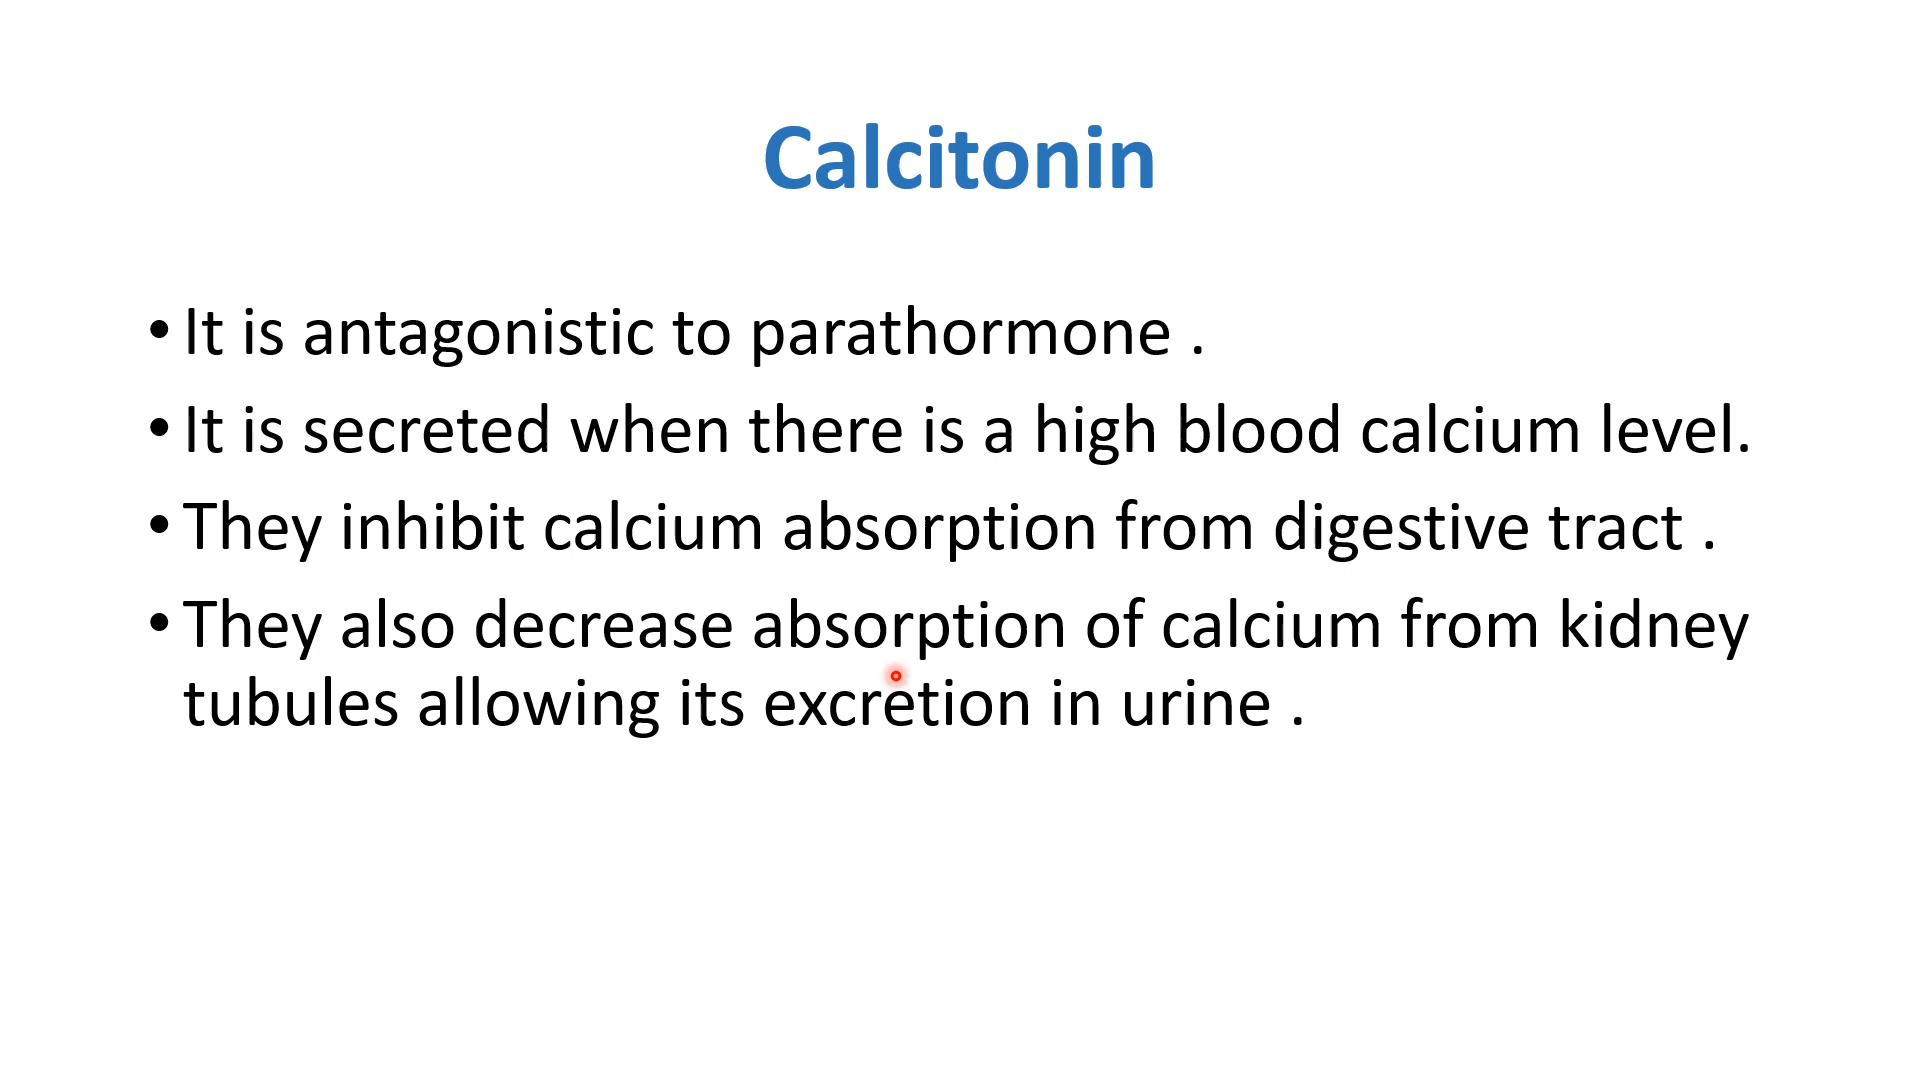 Calcitonin
• It is antagonistic to parathormone .
• It is secreted when there is a high blood calcium level.
• They inhibit calcium absorption from digestive tract .
• They also decrease absorption of calcium from kidney
tubules allowing its excretion in urine .